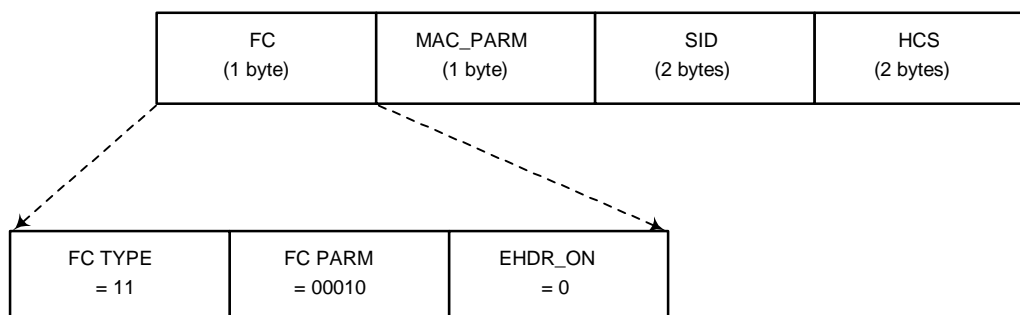 FC
(1 byte)
MAC_PARM
(1 byte)
SID
(2 bytes)
HCS
(2 bytes)
FC TYPE
= 11
FC PARM
= 00010
EHDR_ON
= 0